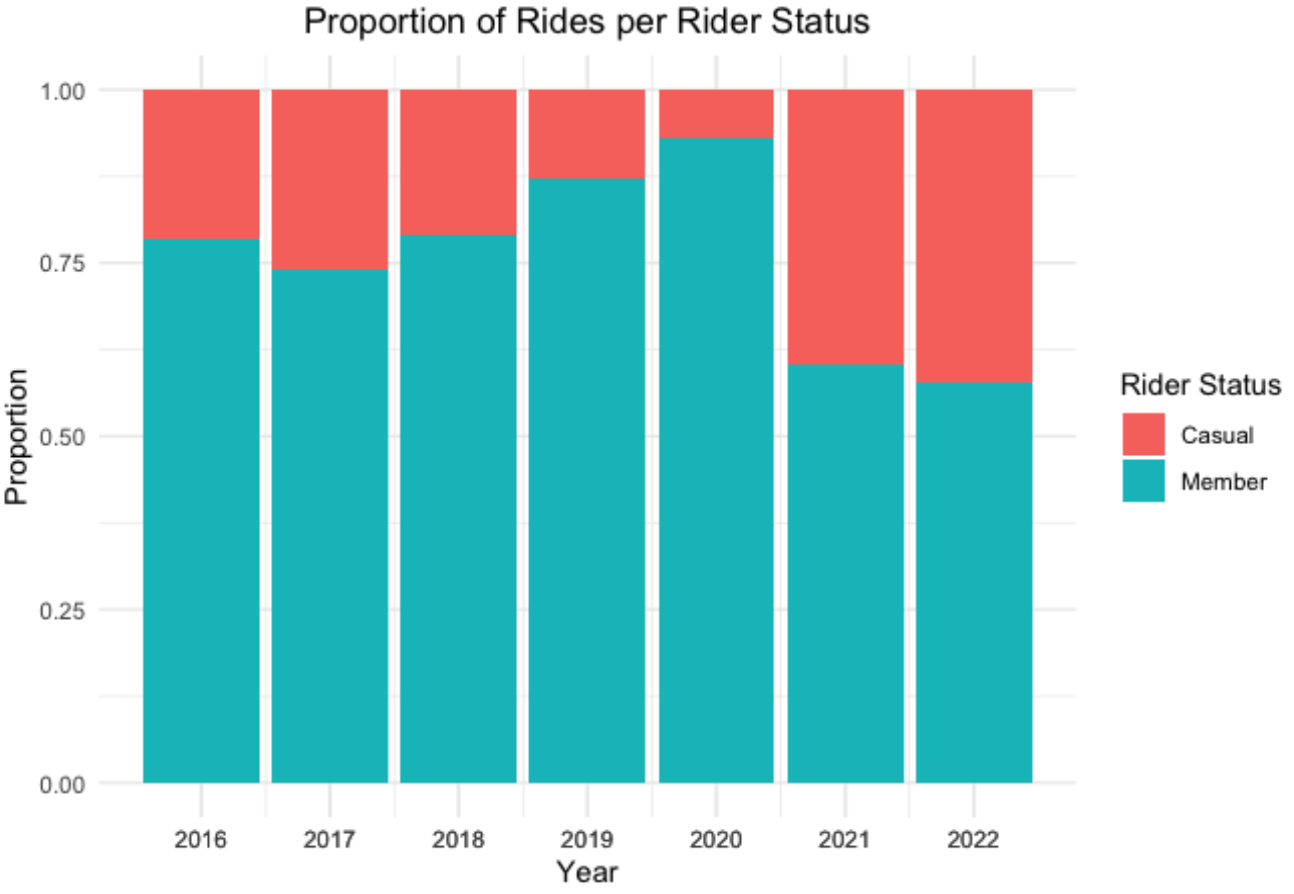 Proportion of Rides per Rider Status
1.00
0.75
0.50
0.25
0.00
Proportion
2016 2017 2018 2019 2020 2021 2022
Year
Rider Status
Casual
Member